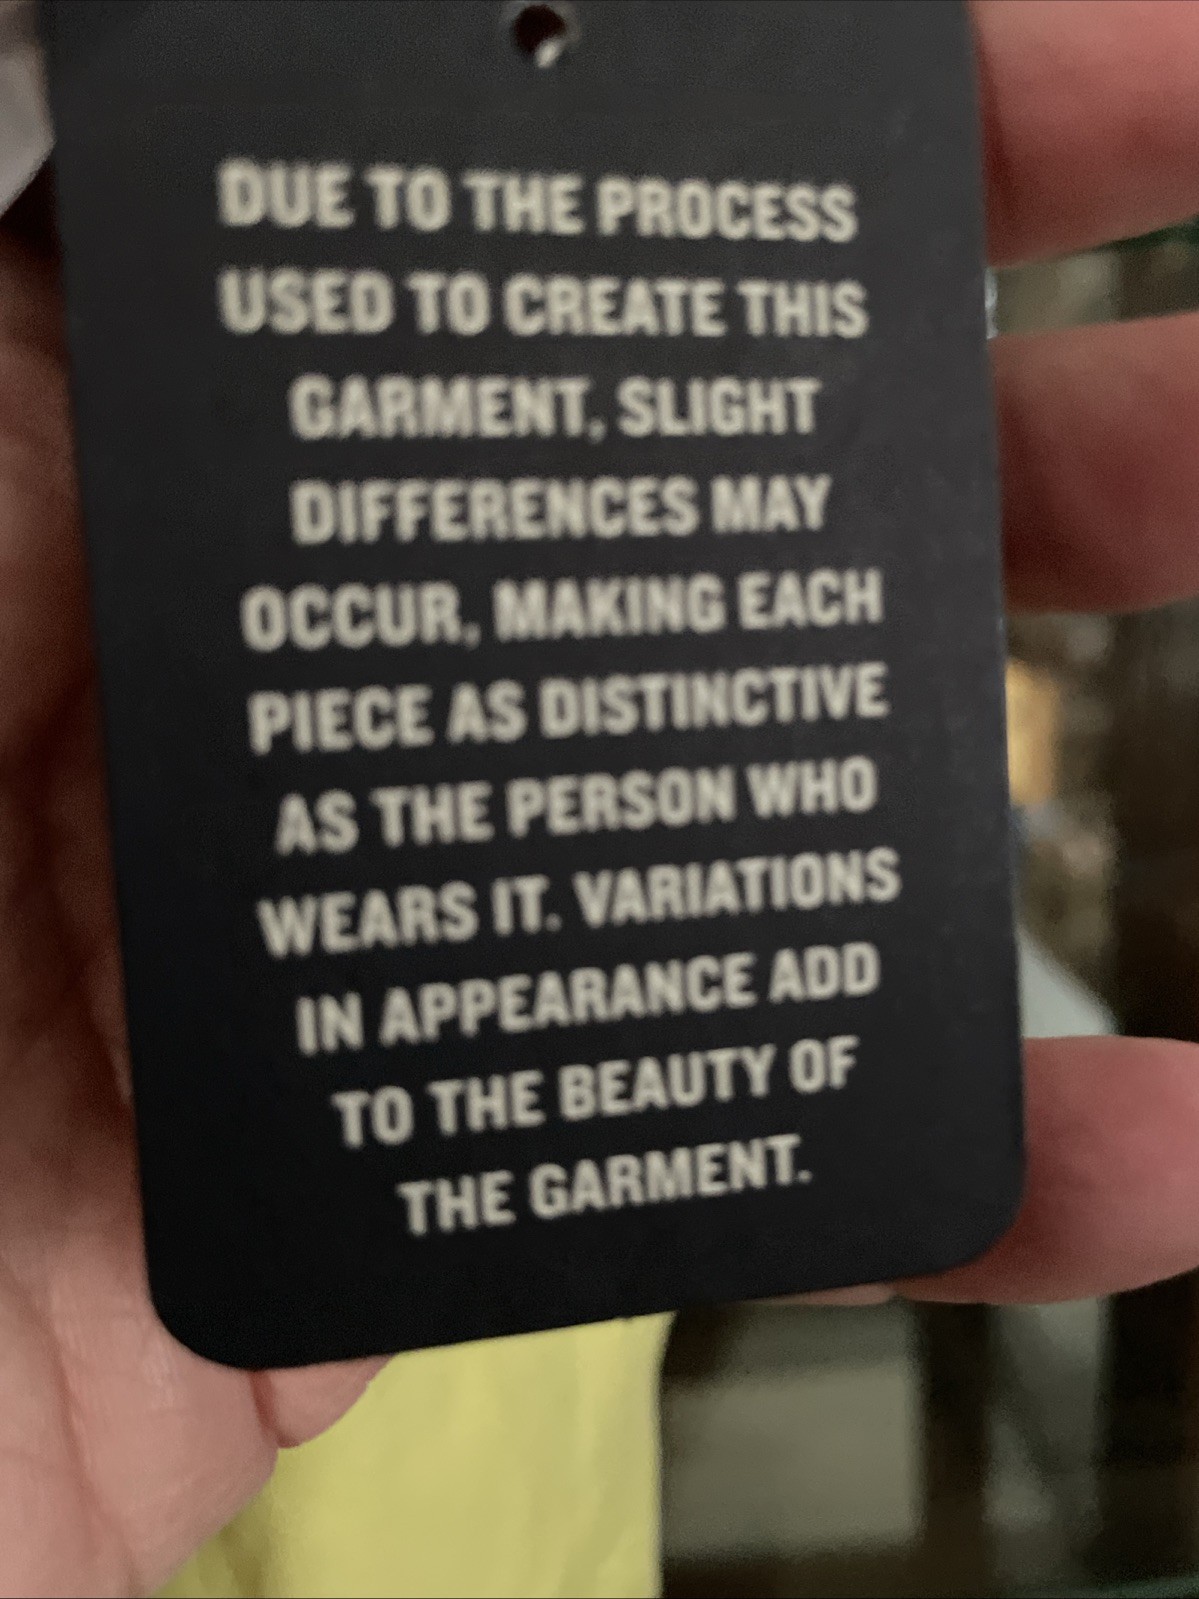 DUE TO THE PROCESS
USED TO CREATE THIS
GARMENT, SLIGHT
DIFFERENCES MAY
OCCUR, MAKING EACH
PIECE AS DISTINCTIVE
AS THE PERSON WHO
WEARS IT. VARIATIONS
IN APPEARANCE ADD
TO THE BEAUTY OF
THE GARMENT.